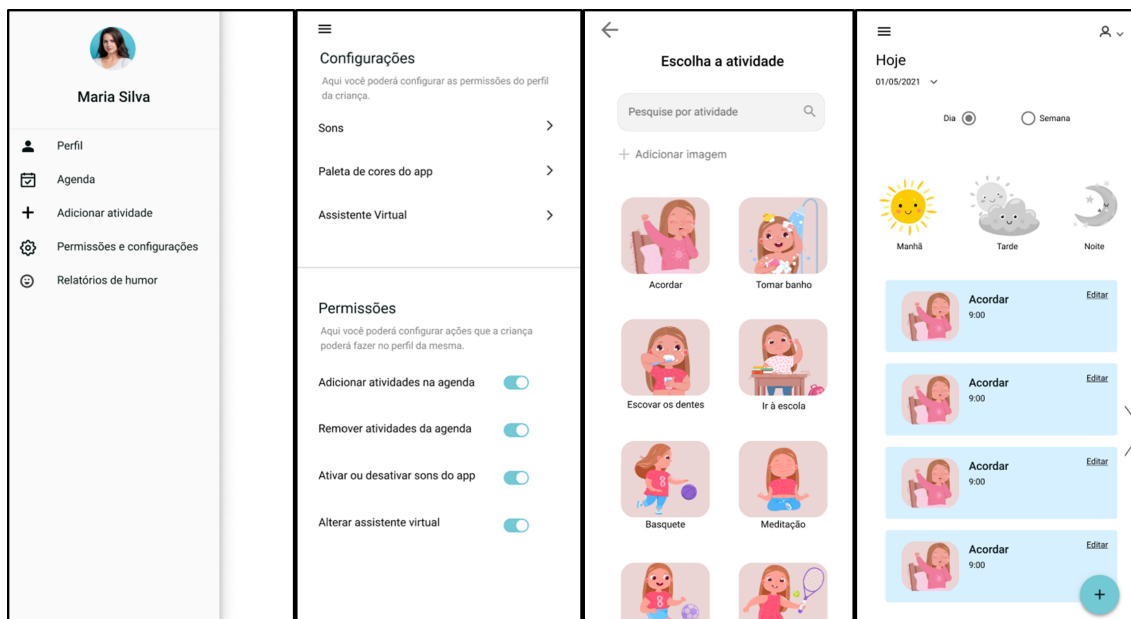 Maria Silva
Perfil
Agenda
Adicionar atividade
Permissões e configurações
Relatórios de humor
Configurações
Aqui você poderá configurar as permissões do perfil
da criança.
Sons
Paleta de cores do app
Assistente Virtual
Permissões
Aqui você poderá configurar ações que a criança
poderá fazer no perfil da mesma.
Adicionar atividades na agenda
Remover atividades da agenda
Ativar ou desativar sons do app
Alterar assistente virtual
Escolha a atividade
Pesquise por atividade
Adicionar imagem
Acordar
Tomar banho
Escovar os dentes
Ir à escola
Basquete
Meditação
Hoje
01/05/2021
Dia
Semana
Manhã
Tarde
Noite
Acordar
Editar
9:00
Acordar
Editar
9:00
Acordar
Editar
9:00
Acordar
Editar
9:00